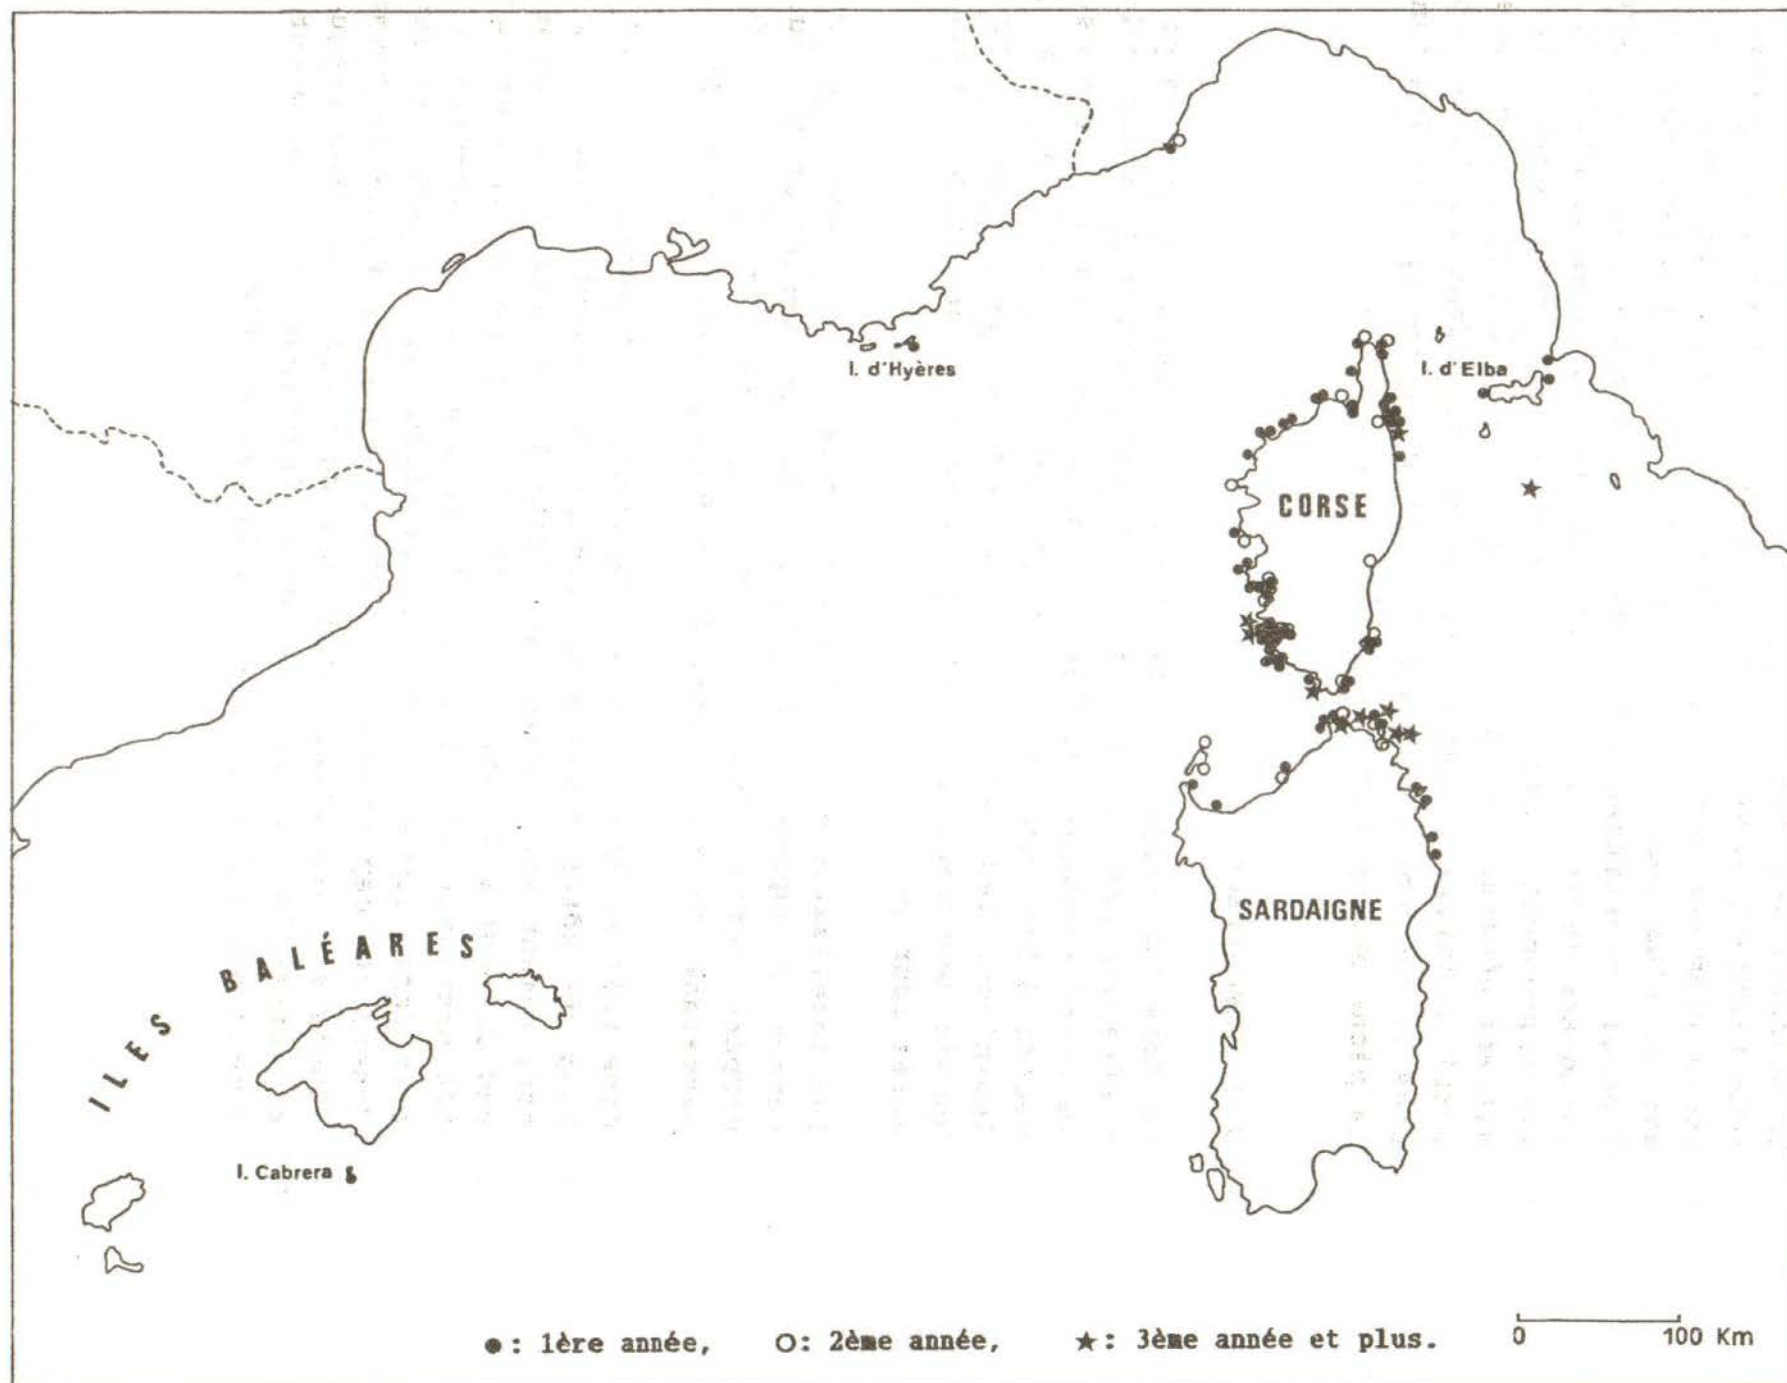 I. d'Hyères
I. d'Elba
CORSE
SARDAIGNE
ILES BALÉARES
I. Cabrera
● : 1ère année, O: 2ème année, ★: 3ème année et plus.
0 100 Km